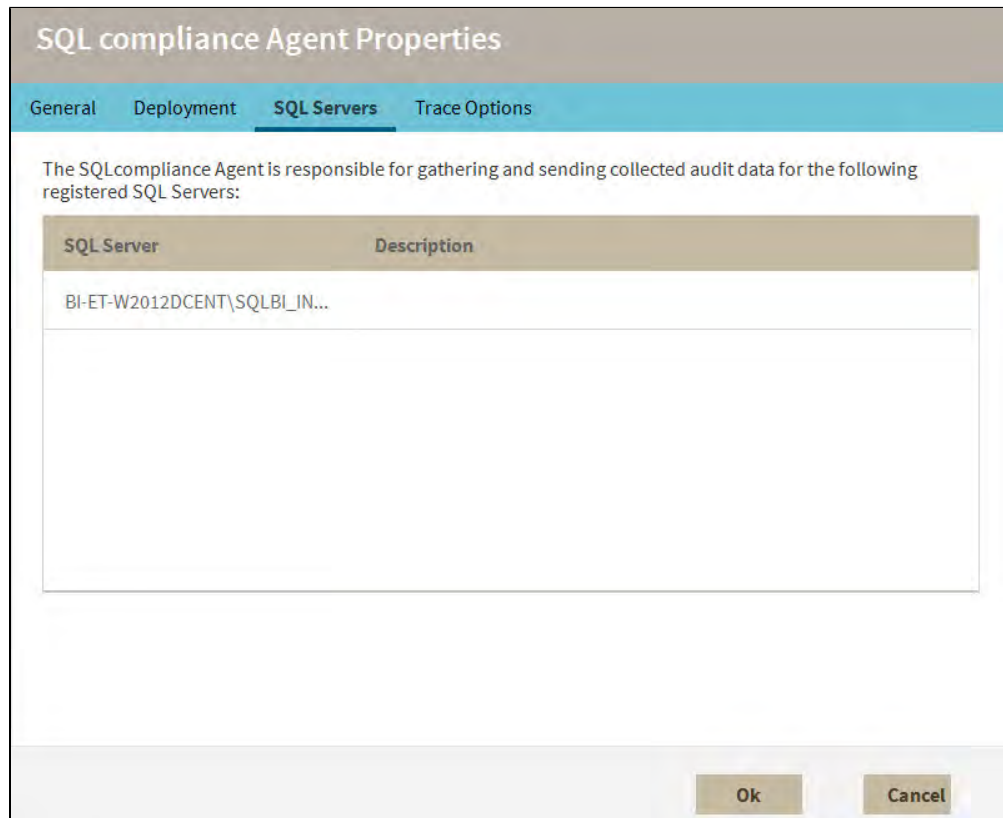 SQL compliance Agent Properties
General Deployment SQL Servers Trace Options
The SQLcompliance Agent is responsible for gathering and sending collected audit data for the following
registered SQL Servers:
SQL Server Description
BI-ET-W2012DCENT\SQLBI_IN...
Ok Cancel